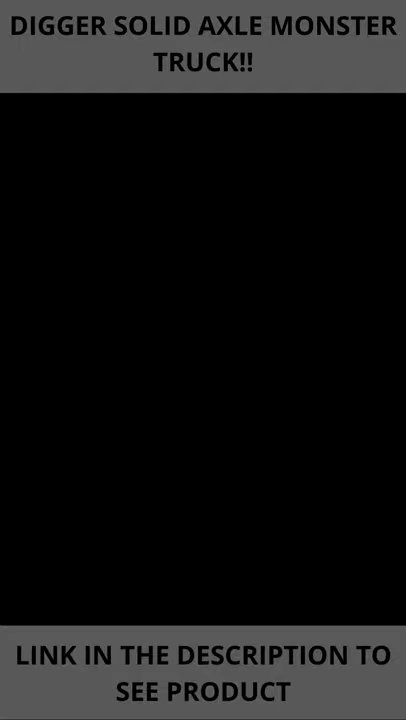 DIGGER SOLID AXLE MONSTER
TRUCK!!
LINK IN THE DESCRIPTION TO
SEE PRODUCT